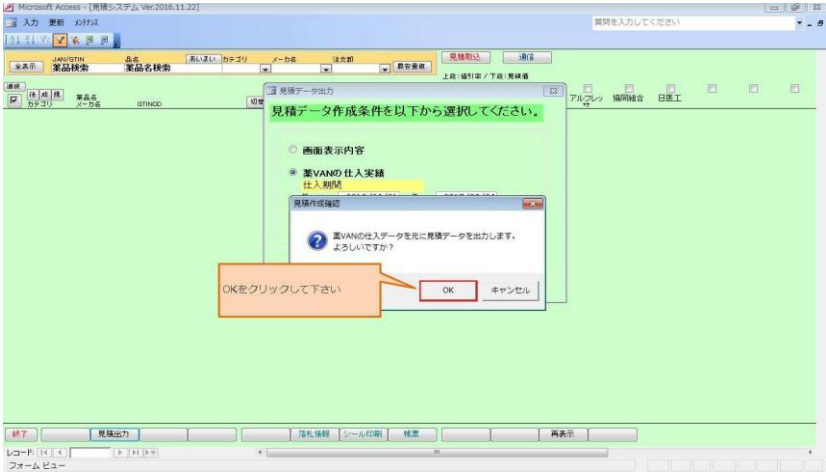 Microsoft Access - [見積システム Ver.2016.11.22]
入力 更新 ﾒﾝﾃﾅﾝｽ
質問を入力してください
JAN/GTIN 品名 あいまい カテゴリ メーカ名 注文卸
全表示 薬品検索 薬品名検索 最安重複
見積取込 通信
上段:値引率 / 下段:見積値
薬品名
カテゴリ メーカ名 GTINCD 切替
アルフレッサ 協同組合 日医工
見積データ出力
見積データ作成条件を以下から選択してください。
画面表示内容
薬VANの仕入実績
仕入期間
見積作成確認
薬VANの仕入データを元に見積データを出力します。
よろしいですか?
OK キャンセル
OKをクリックして下さい
終了 見積出力 落札情報 シール印刷 帳票 再表示
レコード:
フォーム ビュー